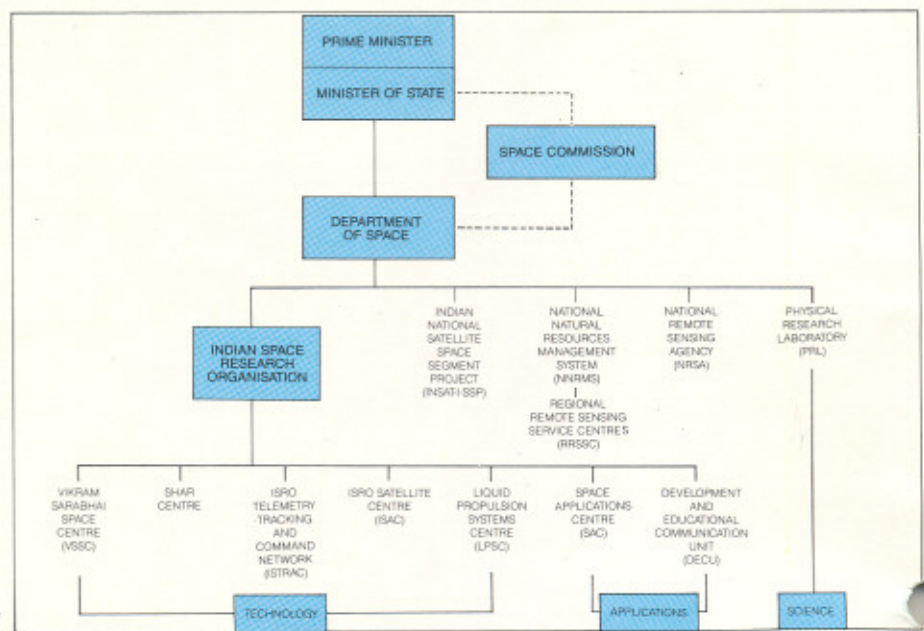 PRIME MINISTER
MINISTER OF STATE
SPACE COMMISSION
DEPARTMENT
OF SPACE
INDIAN SPACE
RESEARCH
ORGANISATION
INDIAN
NATIONAL
SATELLITE
SPACE
SEGMENT
PROJECT
(INSAT-I-SSP)
NATIONAL
NATURAL
RESOURCES
MANAGEMENT
SYSTEM
(NNRMS)
REGIONAL
REMOTE SENSING
SERVICE CENTRES
(RRSSC)
NATIONAL
REMOTE
SENSING
AGENCY
(NRSA)
PHYSICAL
RESEARCH
LABORATORY
(PRL)
VIKRAM
SARABHAI
SPACE
CENTRE
(VSSC)
SHAR
CENTRE
ISRO
TELEMETRY
TRACKING
AND
COMMAND
NETWORK
(ISTRAC)
ISRO SATELLITE
CENTRE
(ISAC)
LIQUID
PROPULSION
SYSTEMS
CENTRE
(LPSC)
SPACE
APPLICATIONS
CENTRE
(SAC)
DEVELOPMENT
AND
EDUCATIONAL
COMMUNICATION
UNIT
(DECU)
TECHNOLOGY
APPLICATIONS
SCIENCE